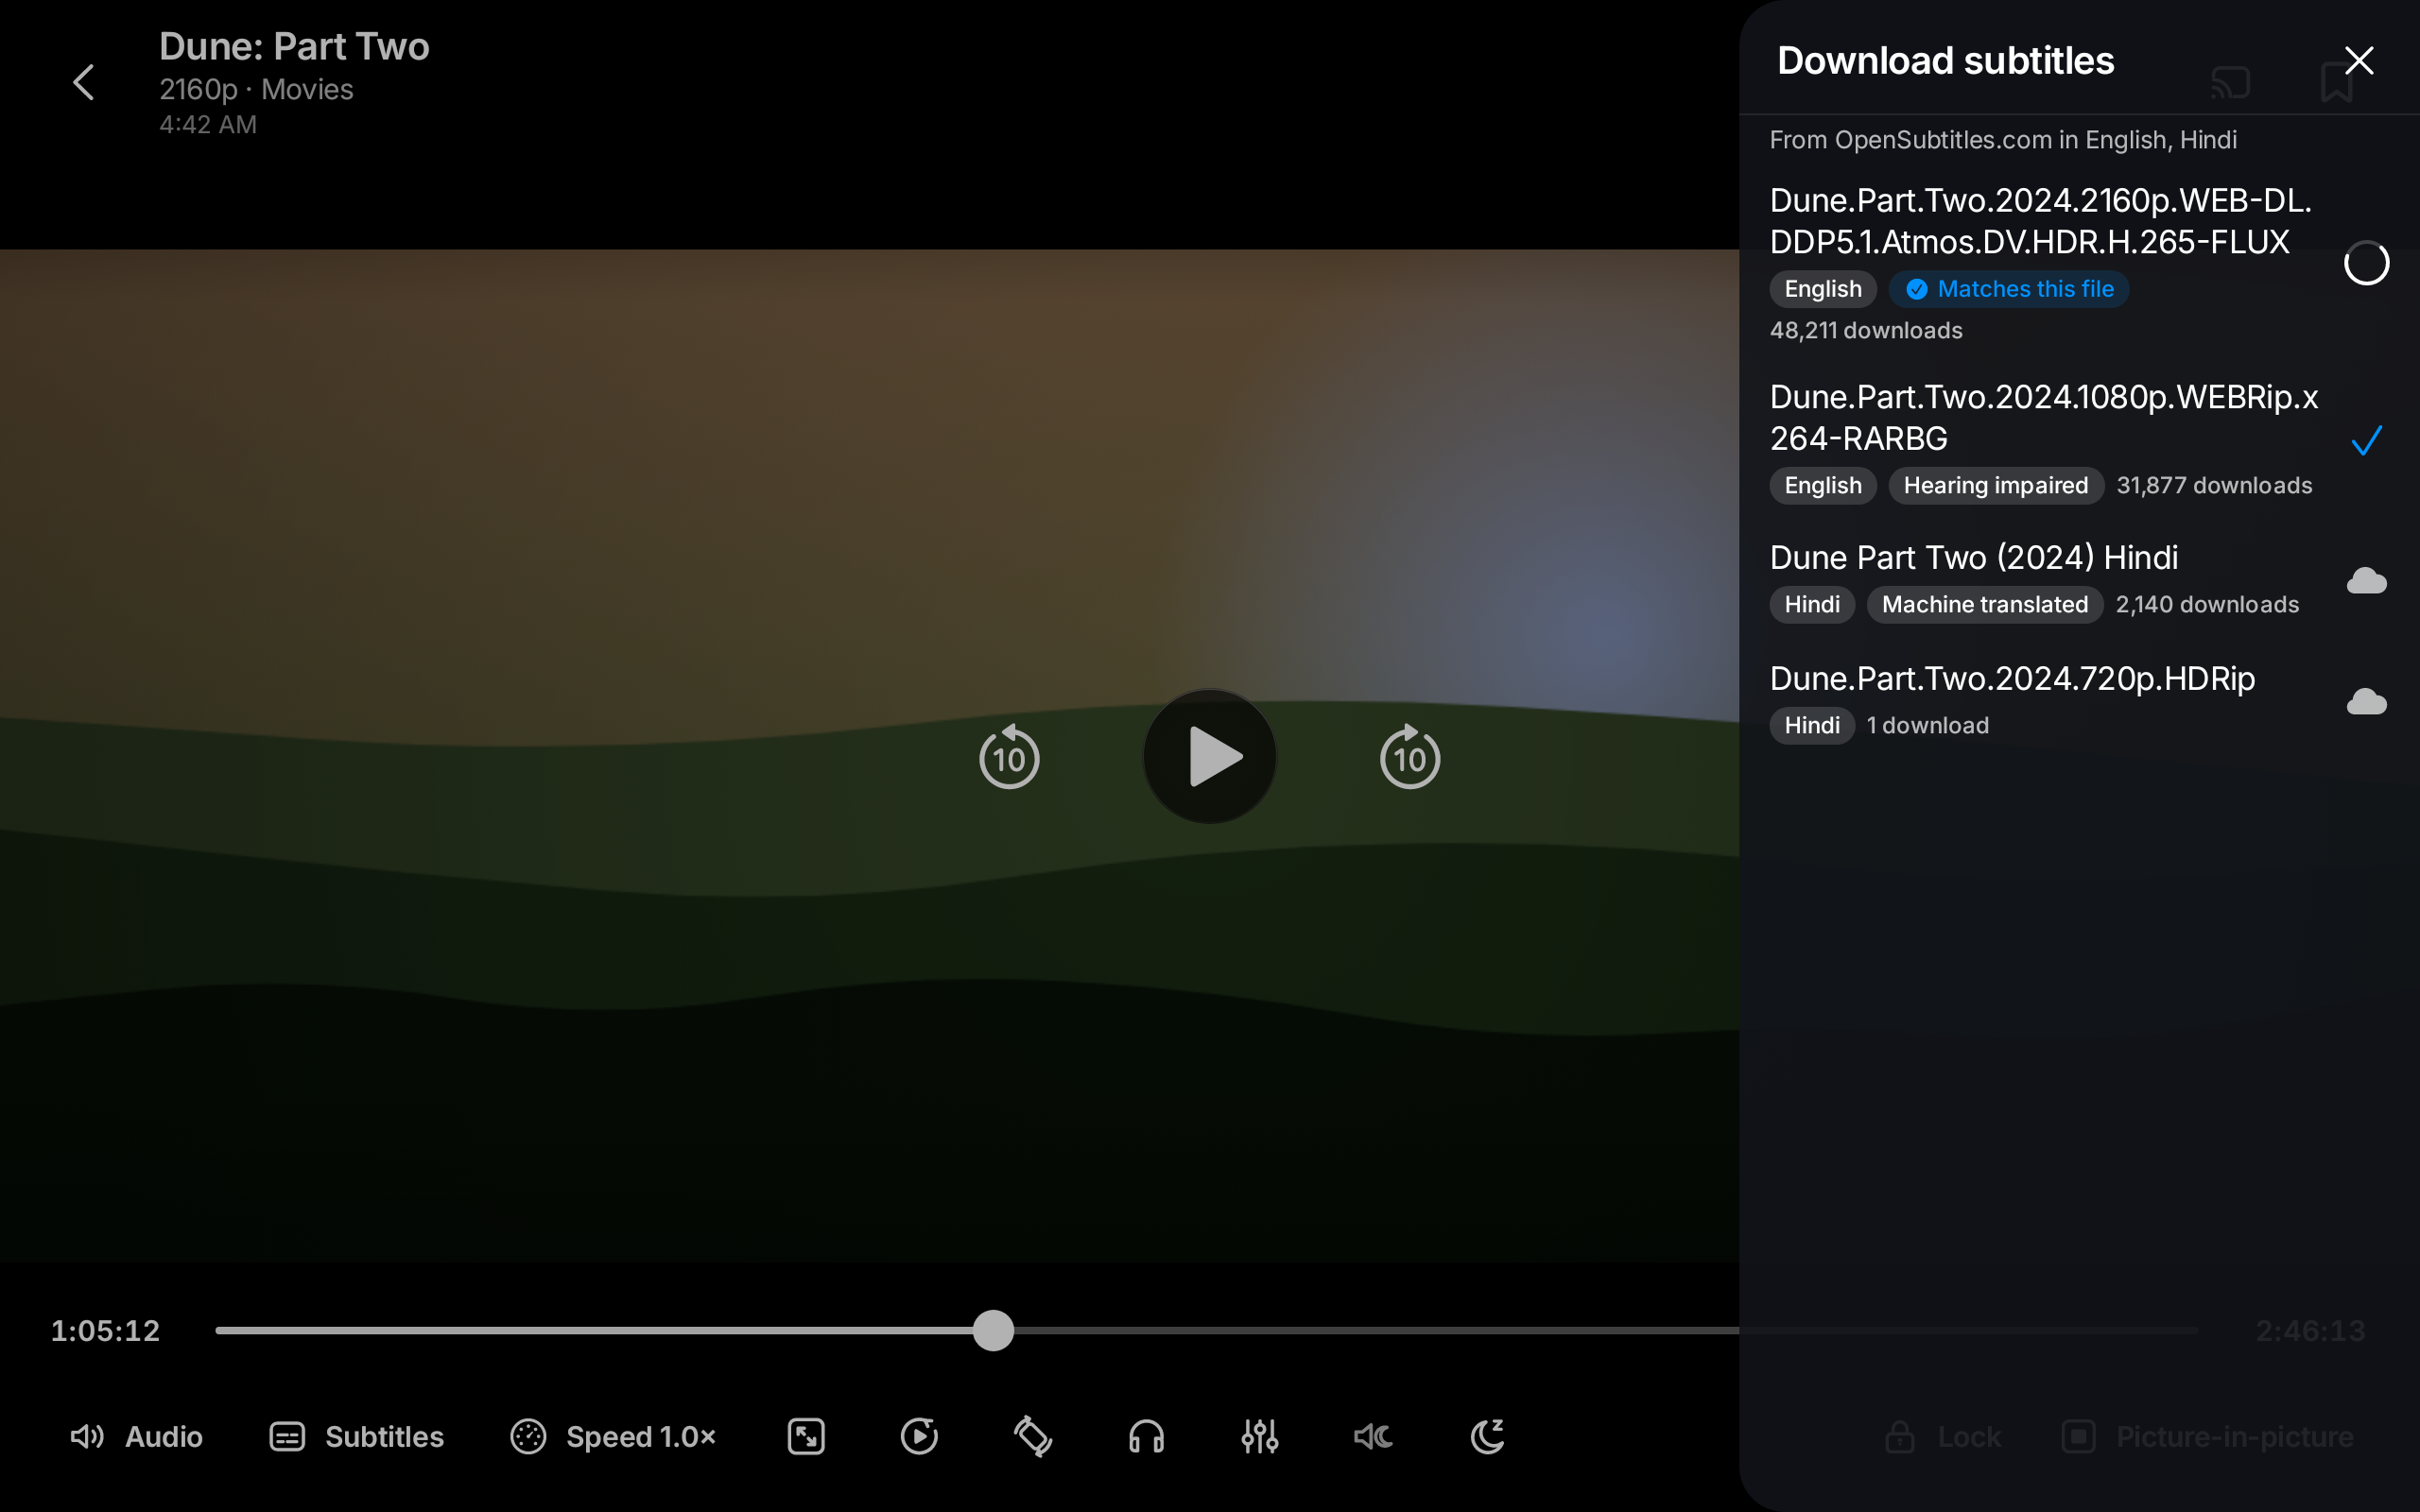 Dune: Part Two
2160p · Movies
4:42 AM
Download subtitles
From OpenSubtitles.com in English, Hindi
Dune.Part.Two.2024.2160p.WEB-DL.
DDP5.1.Atmos.DV.HDR.H.265-FLUX
English Matches this file
48,211 downloads
Dune.Part.Two.2024.1080p.WEBRip.x
264-RARBG
English Hearing impaired 31,877 downloads
Dune Part Two (2024) Hindi
Hindi Machine translated 2,140 downloads
Dune.Part.Two.2024.720p.HDRip
Hindi 1 download
10 10
1:05:12 2:46:13
Audio Subtitles Speed 1.0× Lock Picture-in-picture